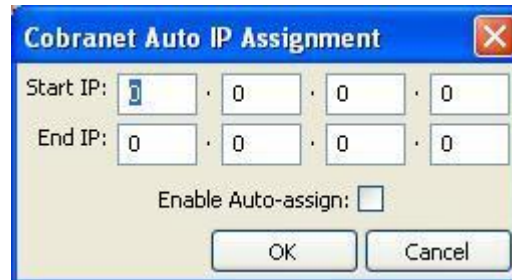 Cobranet Auto IP Assignment
Start IP: 0 . 0 . 0 . 0
End IP: 0 . 0 . 0 . 0
Enable Auto-assign:
OK Cancel